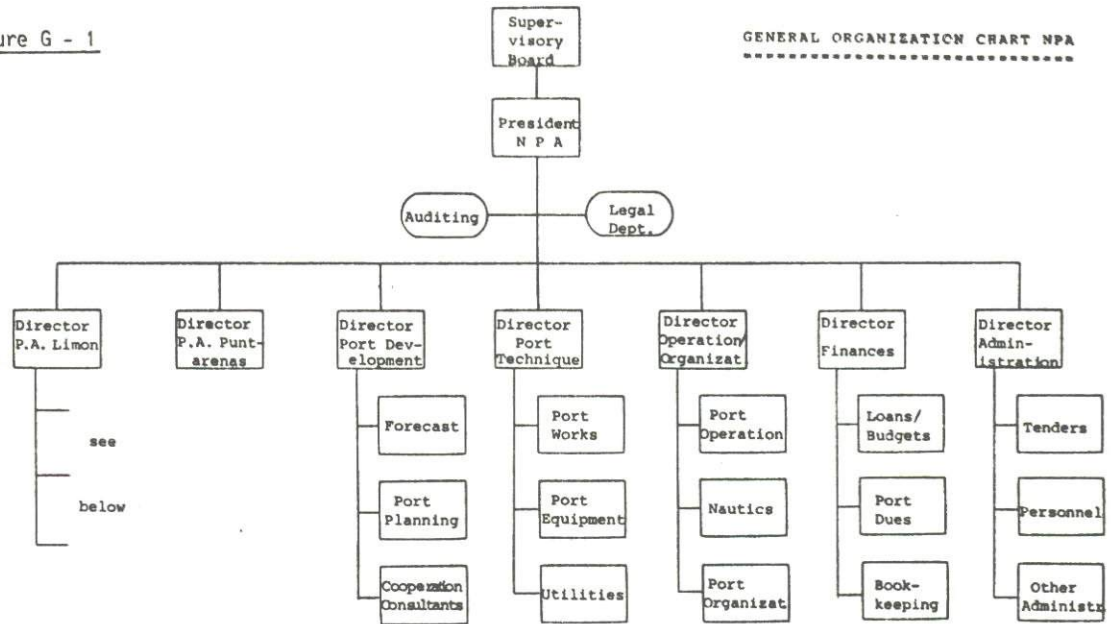 ure G - 1
GENERAL ORGANIZATION CHART NPA
Super-
visory
Board
President
N P A
Auditing
Legal
Dept.
Director
P.A. Limon
Director
P.A. Punt-
arenas
Director
Port Dev-
elopment
Director
Port
Technique
Director
Operation/
Organizat
Director
Finances
Director
Admin-
istration
see
below
Forecast
Port
Planning
Cooperation
Consultants
Port
Works
Port
Equipment
Utilities
Port
Operation
Nautics
Port
Organizat
Loans/
Budgets
Port
Dues
Book-
keeping
Tenders
Personnel
Other
Administr.